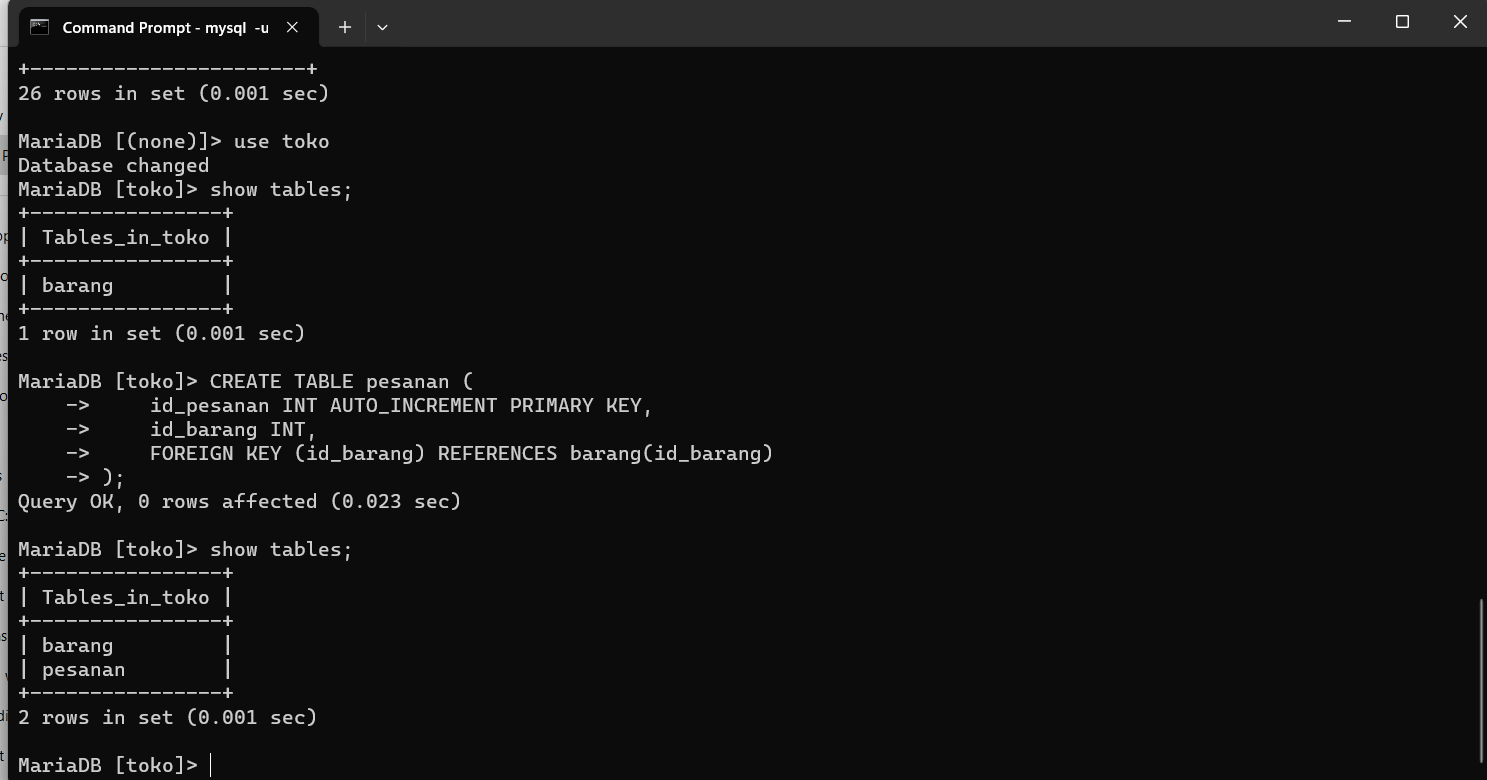 Command Prompt - mysql -u
+-----------------------+
26 rows in set (0.001 sec)
MariaDB [(none)]> use toko
Database changed
MariaDB [toko]> show tables;
+----------------+
| Tables_in_toko |
+----------------+
| barang         |
+----------------+
1 row in set (0.001 sec)
MariaDB [toko]> CREATE TABLE pesanan (
    ->     id_pesanan INT AUTO_INCREMENT PRIMARY KEY,
    ->     id_barang INT,
    ->     FOREIGN KEY (id_barang) REFERENCES barang(id_barang)
    -> );
Query OK, 0 rows affected (0.023 sec)
MariaDB [toko]> show tables;
+----------------+
| Tables_in_toko |
+----------------+
| barang         |
| pesanan        |
+----------------+
2 rows in set (0.001 sec)
MariaDB [toko]>